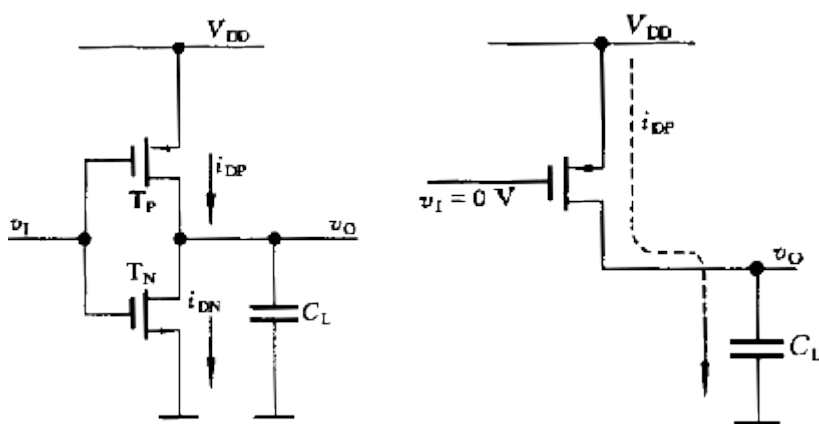 V_DD
i_DP
T_P
v_I
v_O
T_N
i_DN
C_L
V_DD
i_DP
v_I = 0 V
v_O
C_L